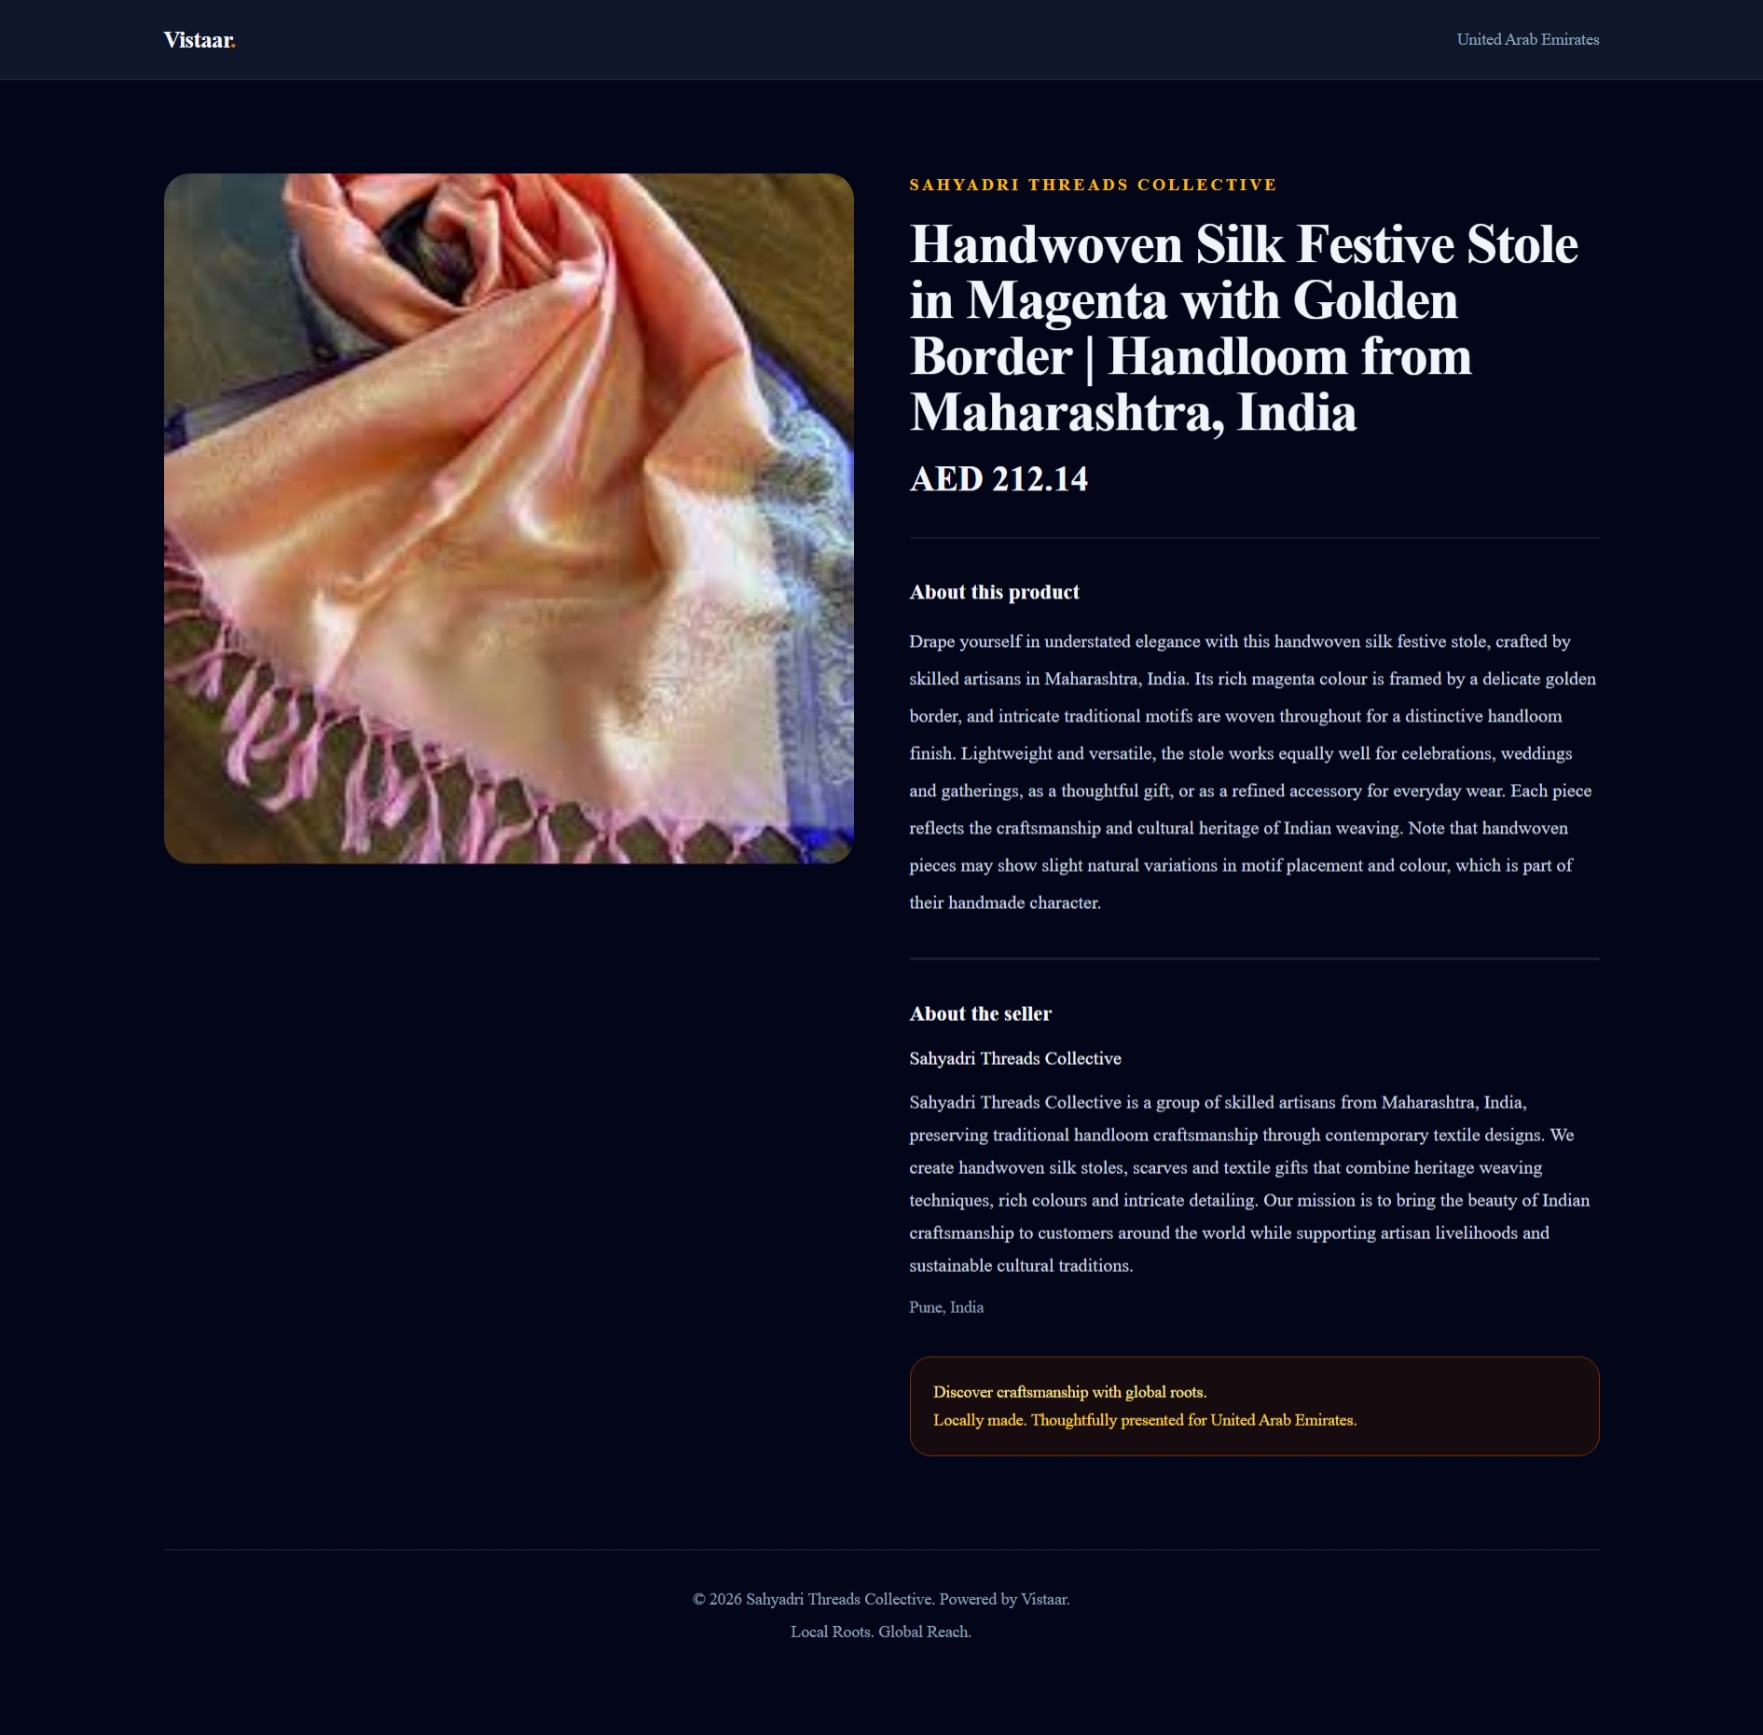 Vistaar.
United Arab Emirates
SAHYADRI THREADS COLLECTIVE
Handwoven Silk Festive Stole
in Magenta with Golden
Border | Handloom from
Maharashtra, India
AED 212.14
About this product
Drape yourself in understated elegance with this handwoven silk festive stole, crafted by
skilled artisans in Maharashtra, India. Its rich magenta colour is framed by a delicate golden
border, and intricate traditional motifs are woven throughout for a distinctive handloom
finish. Lightweight and versatile, the stole works equally well for celebrations, weddings
and gatherings, as a thoughtful gift, or as a refined accessory for everyday wear. Each piece
reflects the craftsmanship and cultural heritage of Indian weaving. Note that handwoven
pieces may show slight natural variations in motif placement and colour, which is part of
their handmade character.
About the seller
Sahyadri Threads Collective
Sahyadri Threads Collective is a group of skilled artisans from Maharashtra, India,
preserving traditional handloom craftsmanship through contemporary textile designs. We
create handwoven silk stoles, scarves and textile gifts that combine heritage weaving
techniques, rich colours and intricate detailing. Our mission is to bring the beauty of Indian
craftsmanship to customers around the world while supporting artisan livelihoods and
sustainable cultural traditions.
Pune, India
Discover craftsmanship with global roots.
Locally made. Thoughtfully presented for United Arab Emirates.
© 2026 Sahyadri Threads Collective. Powered by Vistaar.
Local Roots. Global Reach.